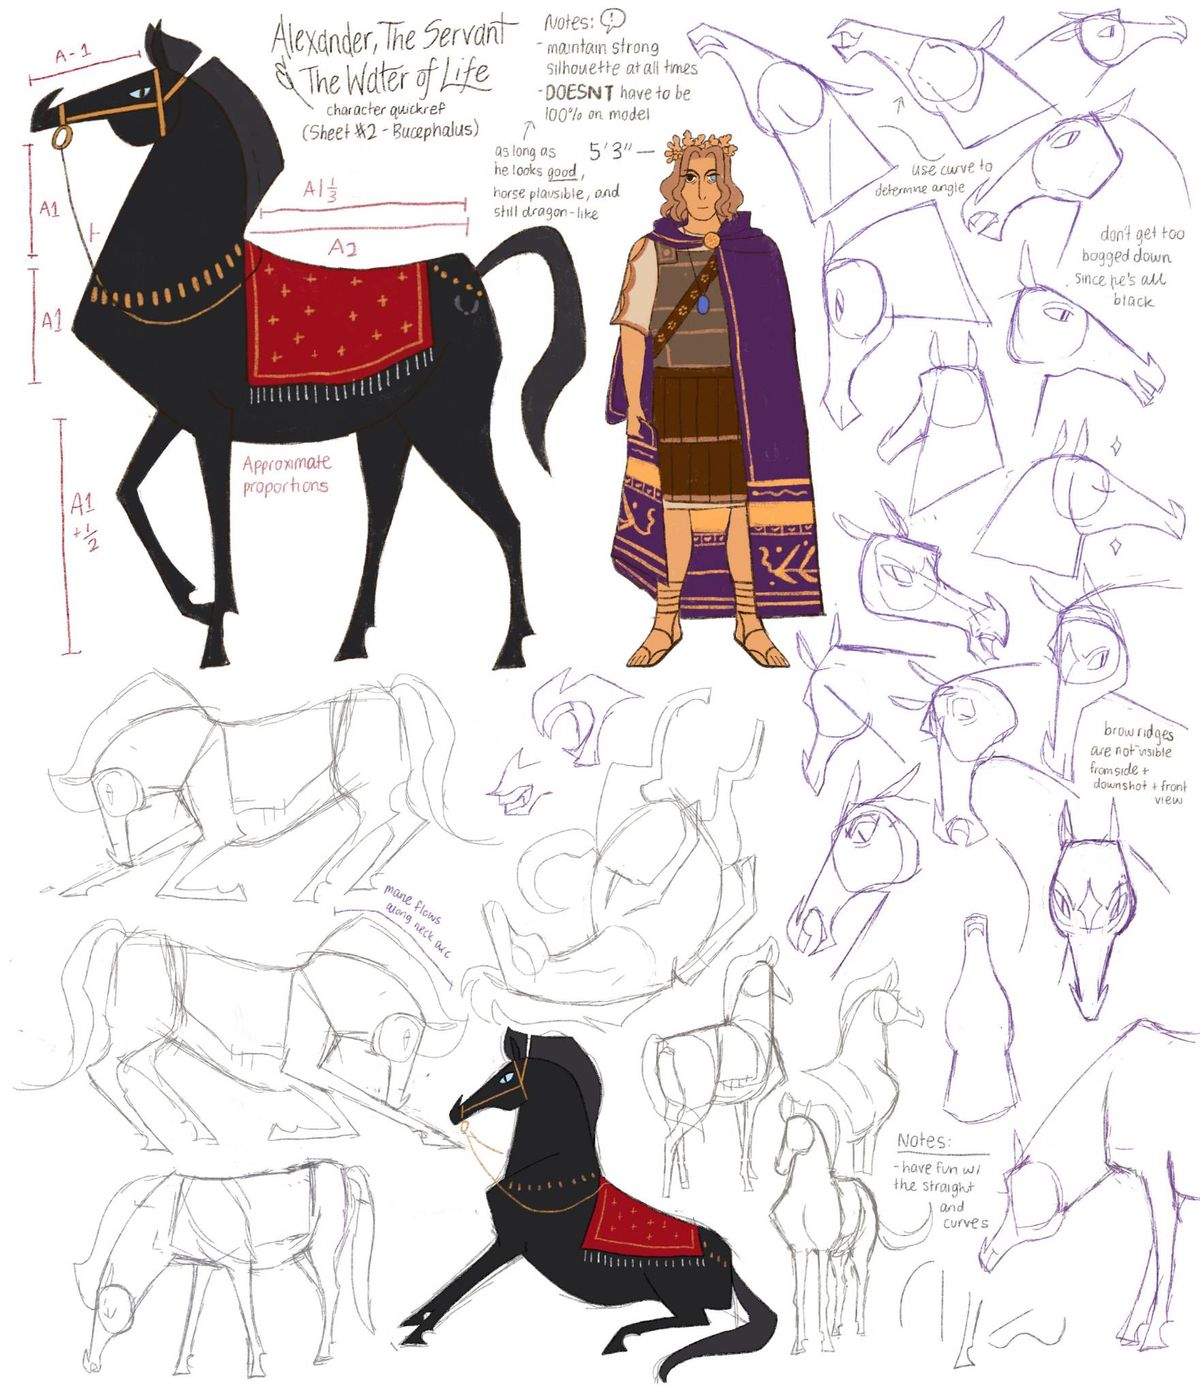 Alexander, The Servant
& The Water of Life
character quickref
(Sheet #2 - Bucephalus)
Notes: !
- maintain strong
silhouette at all times
- DOESNT have to be
100% on model
as long as
he looks good,
horse plausible, and
still dragon-like
5'3" —
A-1
A1
A1
A1
+ 1/2
A1 1/3
A2
Approximate
proportions
use curve to
determine angle
don't get too
bogged down
since he's all
black
brow ridges
are not visible
from side +
downshot + front
view
mane flows
along neck arc
Notes:
- have fun w/
the straight
and
curves